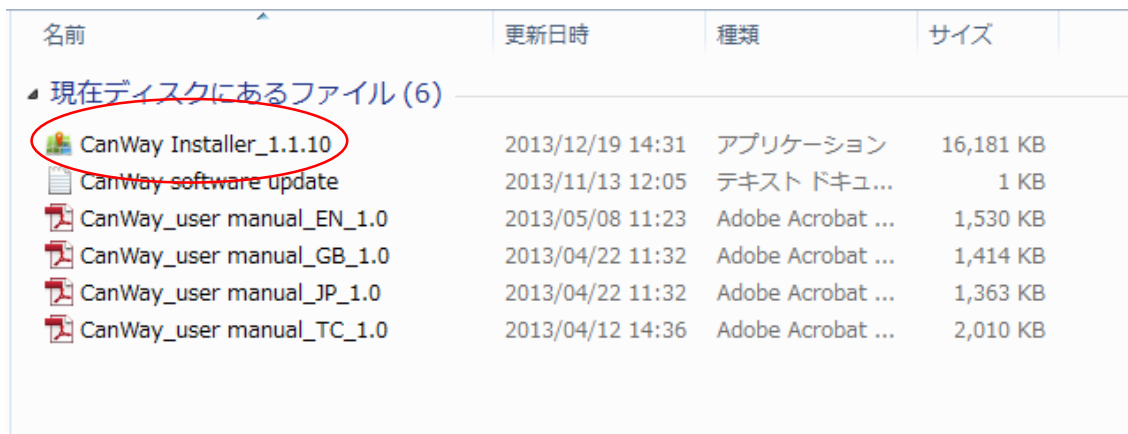 名前 更新日時 種類 サイズ
現在ディスクにあるファイル (6)
CanWay Installer_1.1.10 2013/12/19 14:31 アプリケーション 16,181 KB
CanWay software update 2013/11/13 12:05 テキスト ドキュ... 1 KB
CanWay_user manual_EN_1.0 2013/05/08 11:23 Adobe Acrobat ... 1,530 KB
CanWay_user manual_GB_1.0 2013/04/22 11:32 Adobe Acrobat ... 1,414 KB
CanWay_user manual_JP_1.0 2013/04/22 11:32 Adobe Acrobat ... 1,363 KB
CanWay_user manual_TC_1.0 2013/04/12 14:36 Adobe Acrobat ... 2,010 KB